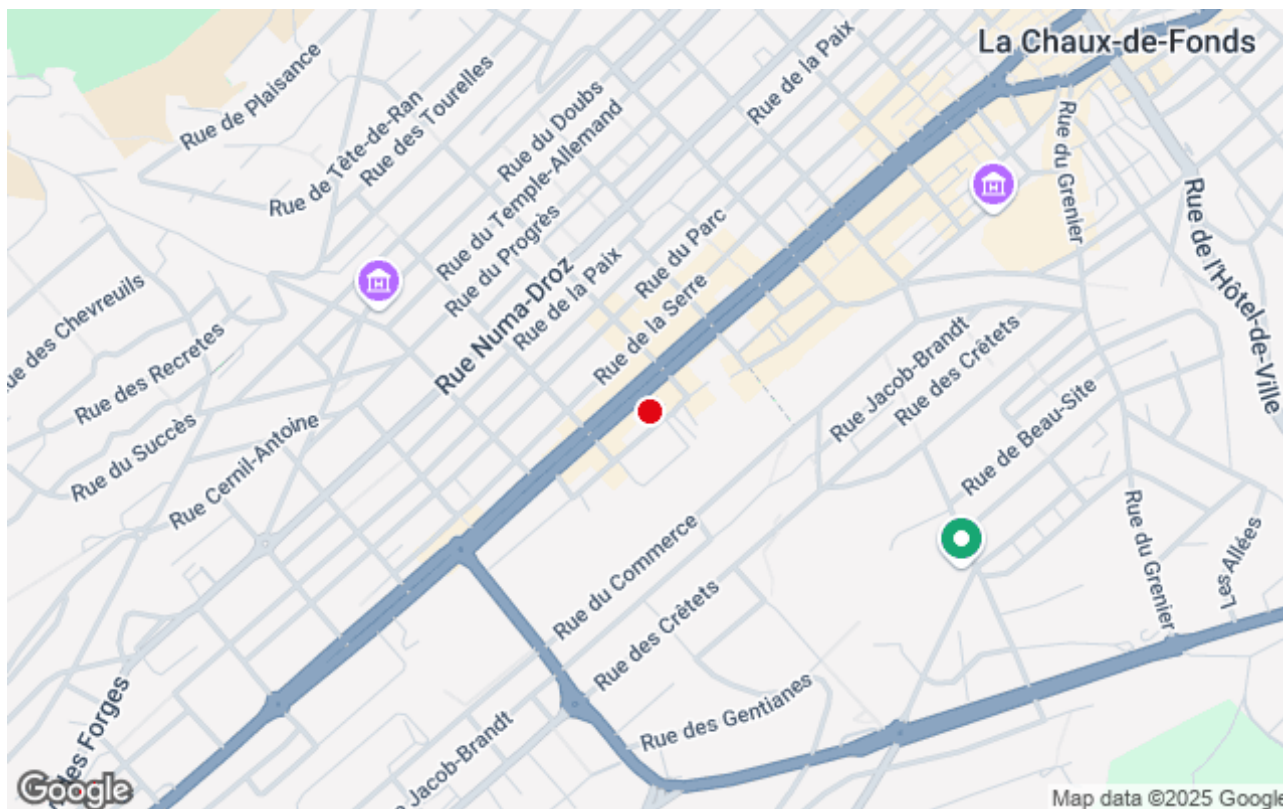 La Chaux-de-Fonds
Rue de Plaisance
Rue de Tête-de-Ran
Rue des Tourelles
Rue du Doubs
Rue du Temple-Allemand
Rue du Progrès
Rue de la Paix
Rue du Grenier
Rue de l'Hôtel-de-Ville
Rue du Parc
Rue de la Serre
Rue de la Paix
Rue Numa-Droz
ue des Chevreuils
Rue des Recretes
Rue du Succès
Rue Cernil-Antoine
Rue Jacob-Brandt
Rue des Crêtets
Rue de Beau-Site
Rue du Grenier
Les Allées
Rue du Commerce
Rue des Crêtets
Rue des Gentianes
des Forges
Jacob-Brandt
Google
Map data ©2025 Google